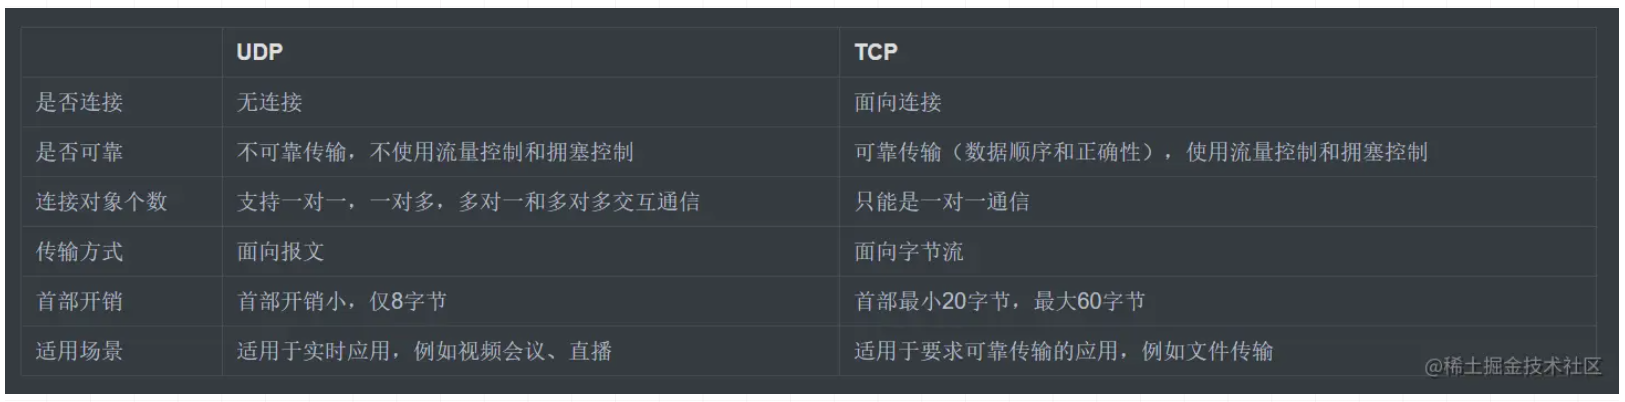 UDP TCP
是否连接 无连接 面向连接
是否可靠 不可靠传输，不使用流量控制和拥塞控制 可靠传输（数据顺序和正确性），使用流量控制和拥塞控制
连接对象个数 支持一对一，一对多，多对一和多对多交互通信 只能是一对一通信
传输方式 面向报文 面向字节流
首部开销 首部开销小，仅8字节 首部最小20字节，最大60字节
适用场景 适用于实时应用，例如视频会议、直播 适用于要求可靠传输的应用，例如文件传输
@稀土掘金技术社区